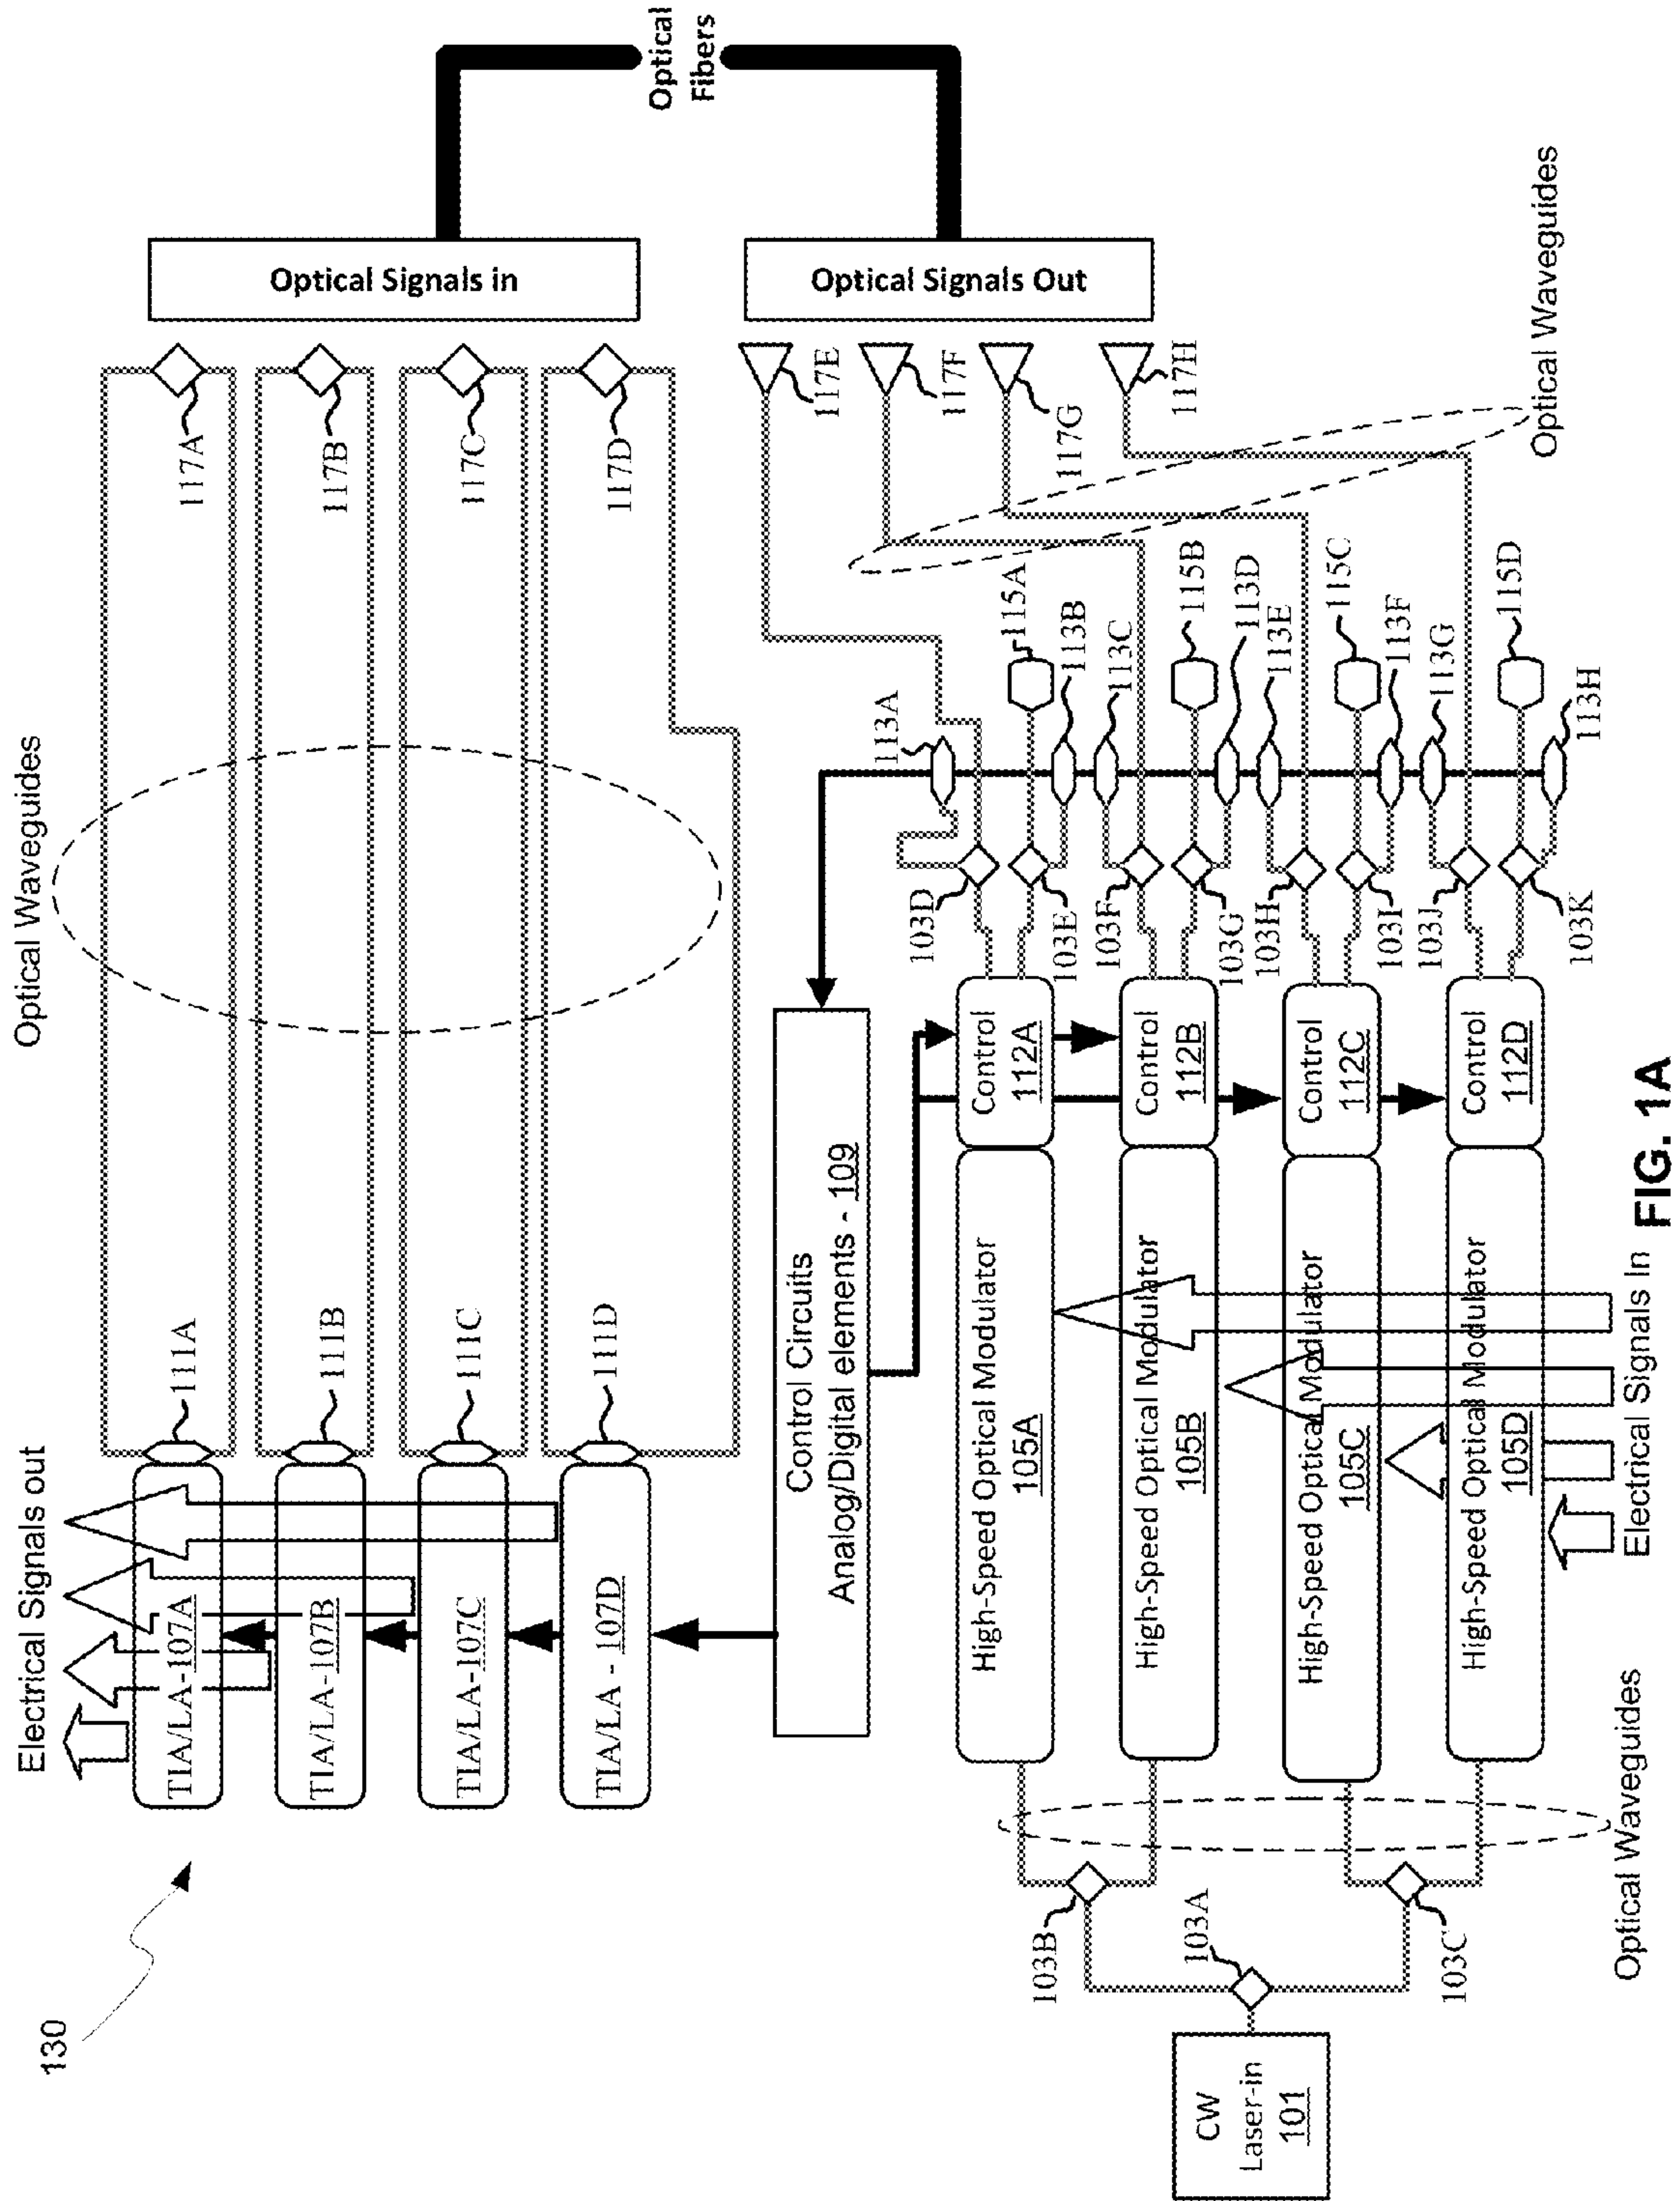 130
Electrical Signals out
Optical Waveguides
TIA/LA-107A
111A
117A
TIA/LA-107B
111B
117B
TIA/LA-107C
111C
117C
TIA/LA - 107D
111D
117D
Optical Signals in
Optical
Fibers
Optical Signals Out
Control Circuits
Analog/Digital elements - 109
117E
117F
117G
117H
CW
Laser-in
101
103A
103B
103C
High-Speed Optical Modulator
105A
Control
112A
103D
113A
103E
115A
113B
High-Speed Optical Modulator
105B
Control
112B
103F
113C
103G
115B
113D
High-Speed Optical Modulator
105C
Control
112C
103H
113E
103I
115C
113F
High-Speed Optical Modulator
105D
Control
112D
103J
113G
103K
115D
113H
Optical Waveguides
Optical Waveguides
Electrical Signals In
FIG. 1A